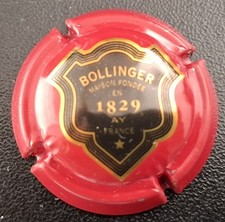 BOLLINGER
MAISON FONDÉE
EN
1829
AY
FRANCE